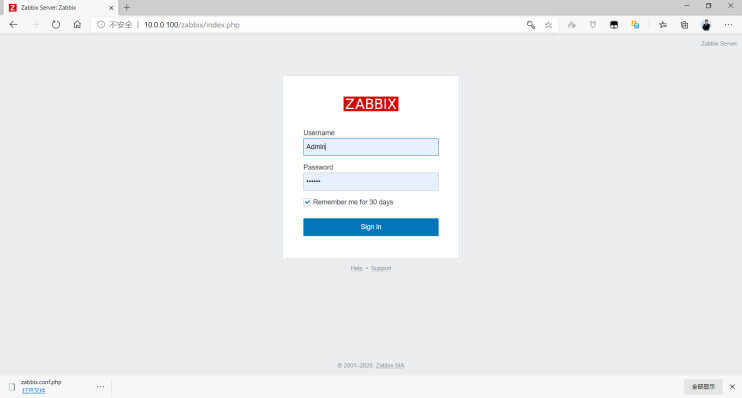 Zabbix Server: Zabbix
不安全 | 10.0.0.100/zabbix/index.php
Zabbix Server
ZABBIX
Username
Admin
Password
••••••
Remember me for 30 days
Sign in
Help • Support
© 2001–2020, Zabbix SIA
zabbix.conf.php
打开文件
全部显示